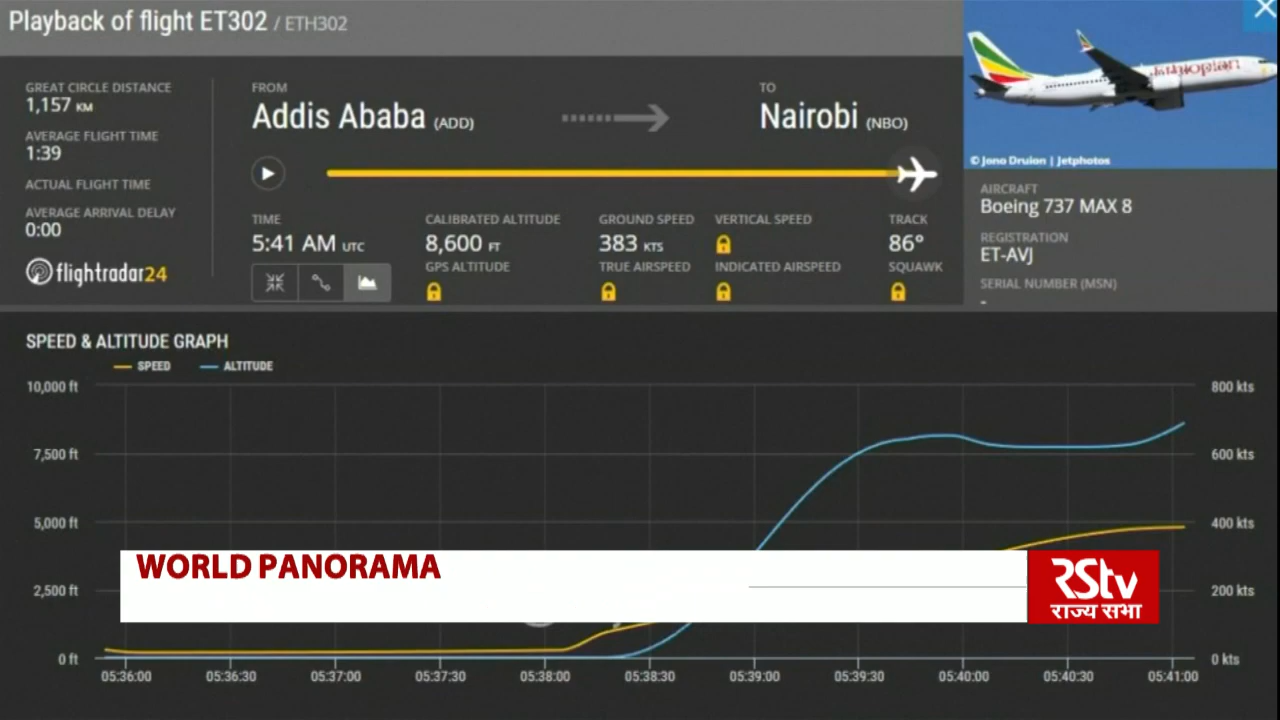 Playback of flight ET302 / ETH302
GREAT CIRCLE DISTANCE
1,157 KM
AVERAGE FLIGHT TIME
1:39
ACTUAL FLIGHT TIME
AVERAGE ARRIVAL DELAY
0:00
flightradar24
FROM
Addis Ababa (ADD)
TO
Nairobi (NBO)
TIME
5:41 AM UTC
CALIBRATED ALTITUDE
8,600 FT
GPS ALTITUDE
GROUND SPEED
383 KTS
TRUE AIRSPEED
VERTICAL SPEED
INDICATED AIRSPEED
TRACK
86°
SQUAWK
© Jono Druion | Jetphotos
AIRCRAFT
Boeing 737 MAX 8
REGISTRATION
ET-AVJ
SERIAL NUMBER (MSN)
-
SPEED & ALTITUDE GRAPH
SPEED ALTITUDE
10,000 ft 800 kts
7,500 ft 600 kts
5,000 ft 400 kts
2,500 ft 200 kts
0 ft 0 kts
05:36:00 05:36:30 05:37:00 05:37:30 05:38:00 05:38:30 05:39:00 05:39:30 05:40:00 05:40:30 05:41:00
WORLD PANORAMA
RStv
राज्य सभा